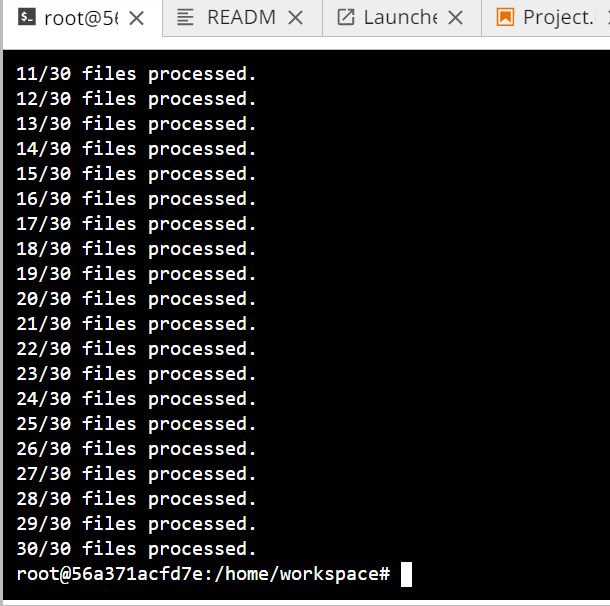 root@56
READM
Launche
Project.
11/30 files processed.
12/30 files processed.
13/30 files processed.
14/30 files processed.
15/30 files processed.
16/30 files processed.
17/30 files processed.
18/30 files processed.
19/30 files processed.
20/30 files processed.
21/30 files processed.
22/30 files processed.
23/30 files processed.
24/30 files processed.
25/30 files processed.
26/30 files processed.
27/30 files processed.
28/30 files processed.
29/30 files processed.
30/30 files processed.
root@56a371acfd7e:/home/workspace#